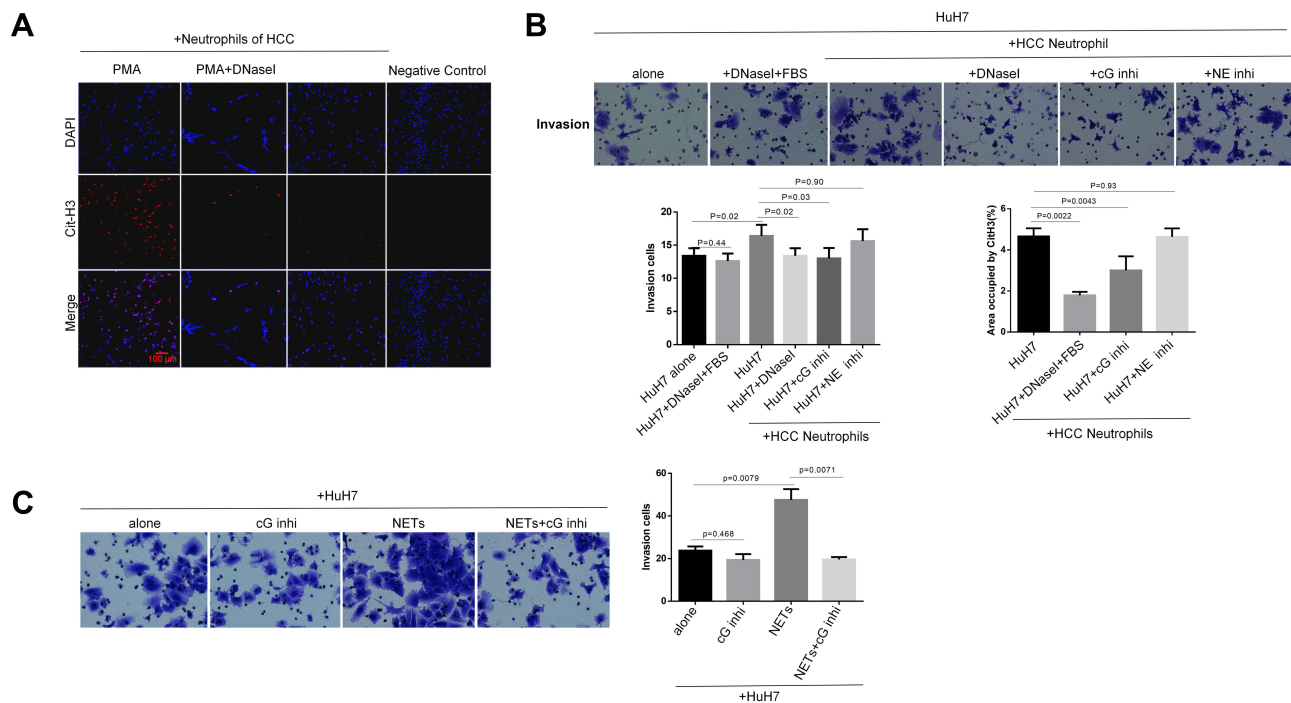 A
+Neutrophils of HCC
PMA
PMA+DNaseI
Negative Control
DAPI
Cit-H3
Merge
100 μm
B
HuH7
+HCC Neutrophil
alone
+DNaseI+FBS
+DNaseI
+cG inhi
+NE inhi
Invasion
P=0.90
P=0.03
P=0.02
P=0.02
P=0.44
Invasion cells
20
15
10
5
0
HuH7 alone
HuH7+DNaseI+FBS
HuH7
HuH7+DNaseI
HuH7+cG inhi
HuH7+NE inhi
+HCC Neutrophils
P=0.93
P=0.0043
P=0.0022
Area occupied by CitH3(%)
6
4
2
0
HuH7
HuH7+DNaseI+FBS
HuH7+cG inhi
HuH7+NE inhi
+HCC Neutrophils
C
+HuH7
alone
cG inhi
NETs
NETs+cG inhi
p=0.0079
p=0.0071
p=0.468
Invasion cells
60
40
20
0
alone
cG inhi
NETs
NETs+cG inhi
+HuH7